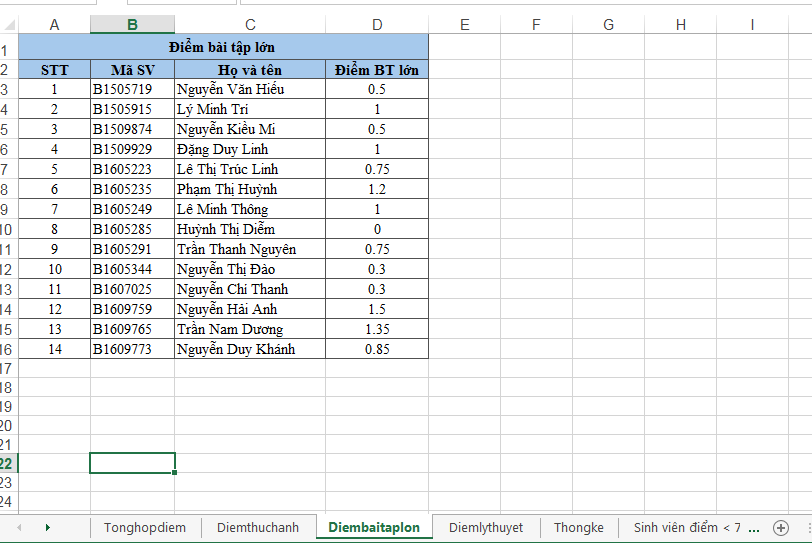 A B C D E F G H I
1 Điểm bài tập lớn
2 STT Mã SV Họ và tên Điểm BT lớn
3 1 B1505719 Nguyễn Văn Hiếu 0.5
4 2 B1505915 Lý Minh Trí 1
5 3 B1509874 Nguyễn Kiều Mi 0.5
6 4 B1509929 Đặng Duy Linh 1
7 5 B1605223 Lê Thị Trúc Linh 0.75
8 6 B1605235 Phạm Thị Huỳnh 1.2
9 7 B1605249 Lê Minh Thông 1
10 8 B1605285 Huỳnh Thị Diễm 0
11 9 B1605291 Trần Thanh Nguyên 0.75
12 10 B1605344 Nguyễn Thị Đào 0.3
13 11 B1607025 Nguyễn Chí Thanh 0.3
14 12 B1609759 Nguyễn Hải Anh 1.5
15 13 B1609765 Trần Nam Dương 1.35
16 14 B1609773 Nguyễn Duy Khánh 0.85
17
18
19
20
21
22
23
24
Tonghopdiem Diemthuchanh Diembaitaplon Diemlythuyet Thongke Sinh viên điểm < 7 ...